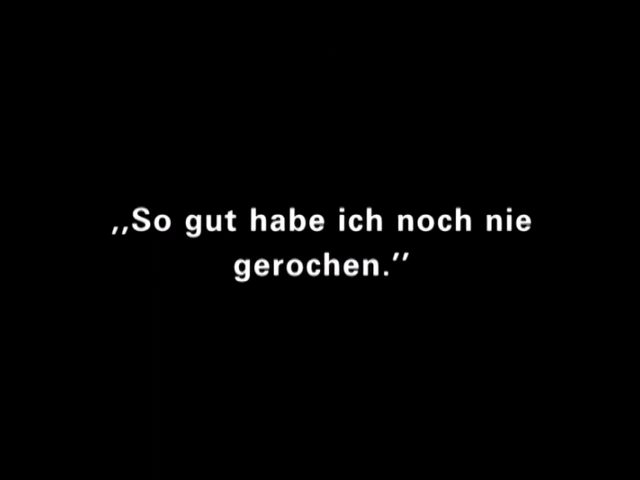 ,,So gut habe ich noch nie
gerochen.’’